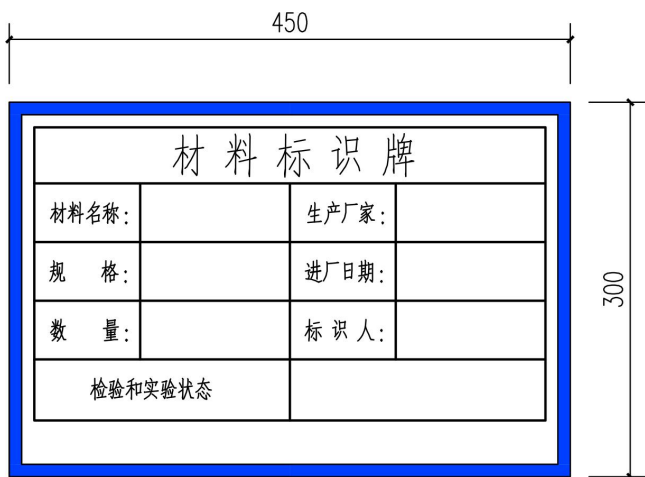 450
材料标识牌
材料名称: 生产厂家:
规 格: 进厂日期:
数 量: 标识人:
检验和实验状态
300